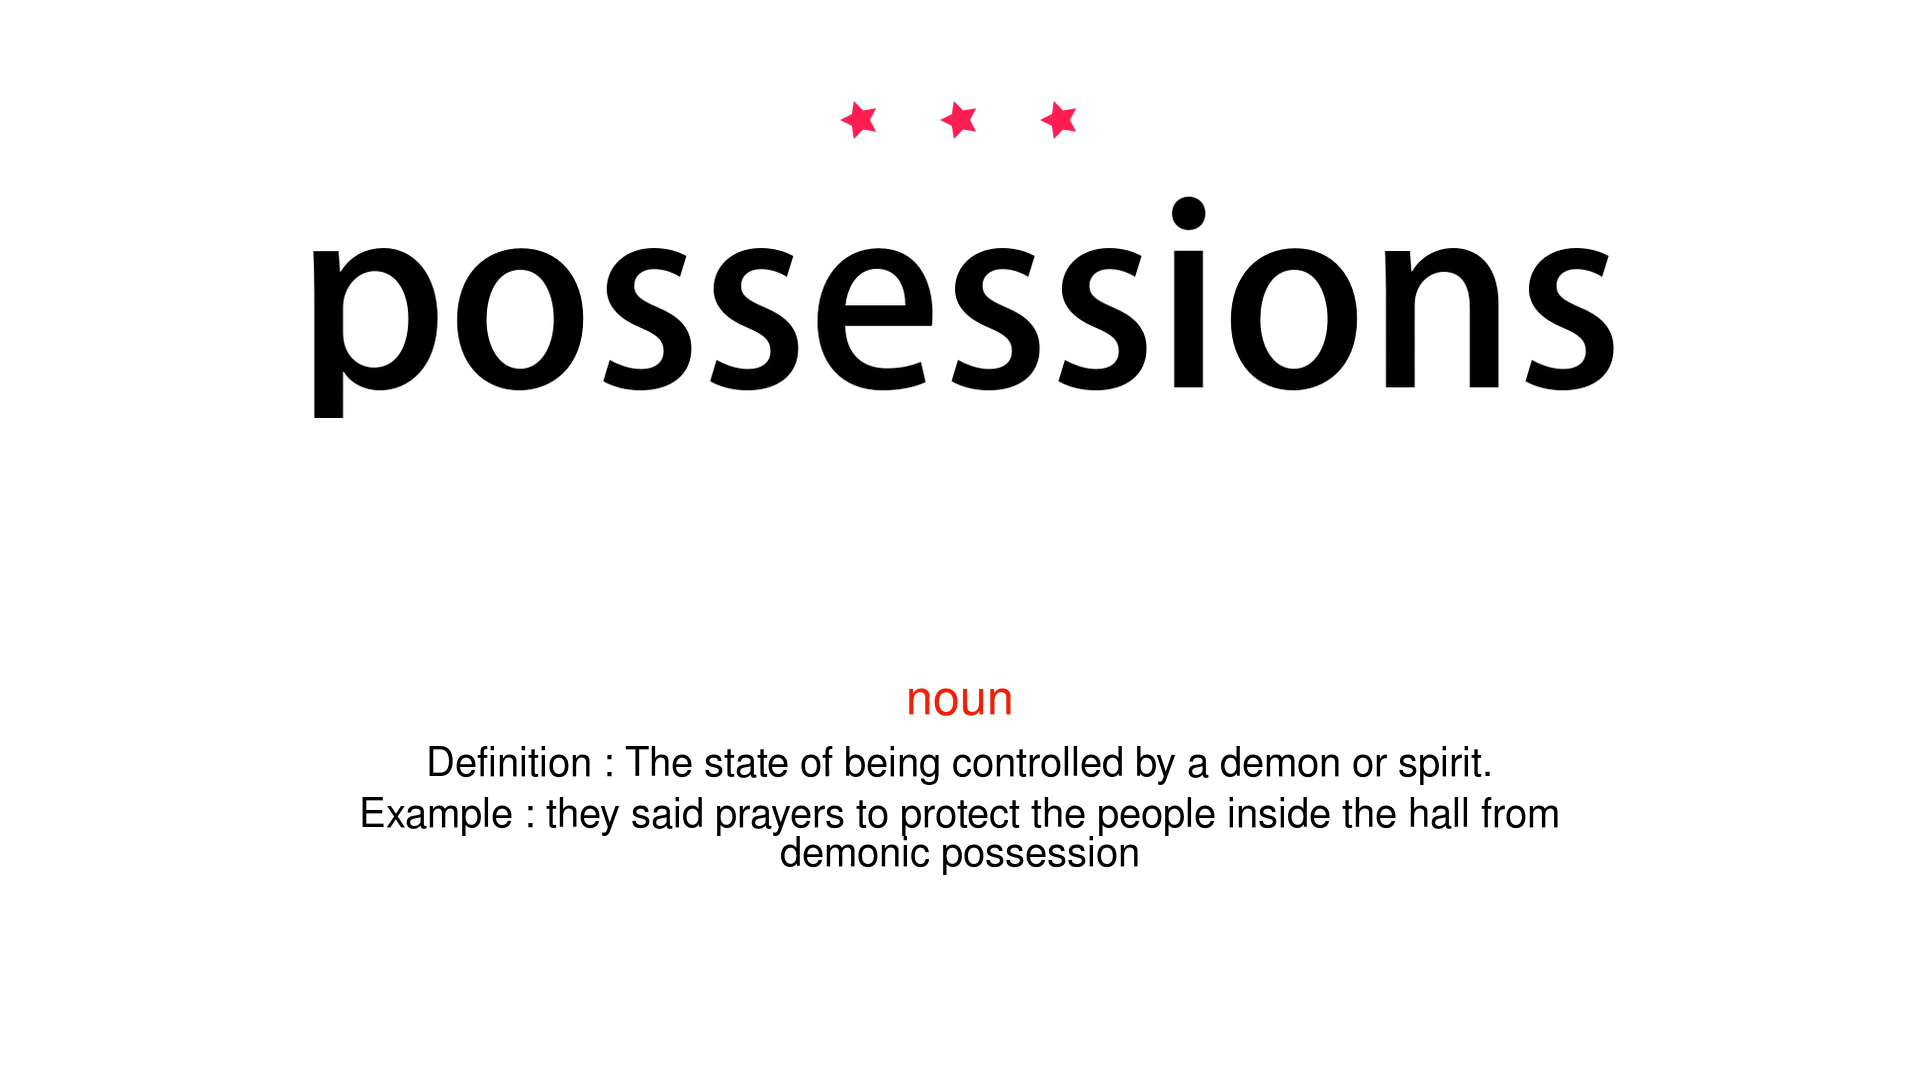 possessions
noun
Definition : The state of being controlled by a demon or spirit.
Example : they said prayers to protect the people inside the hall from
demonic possession